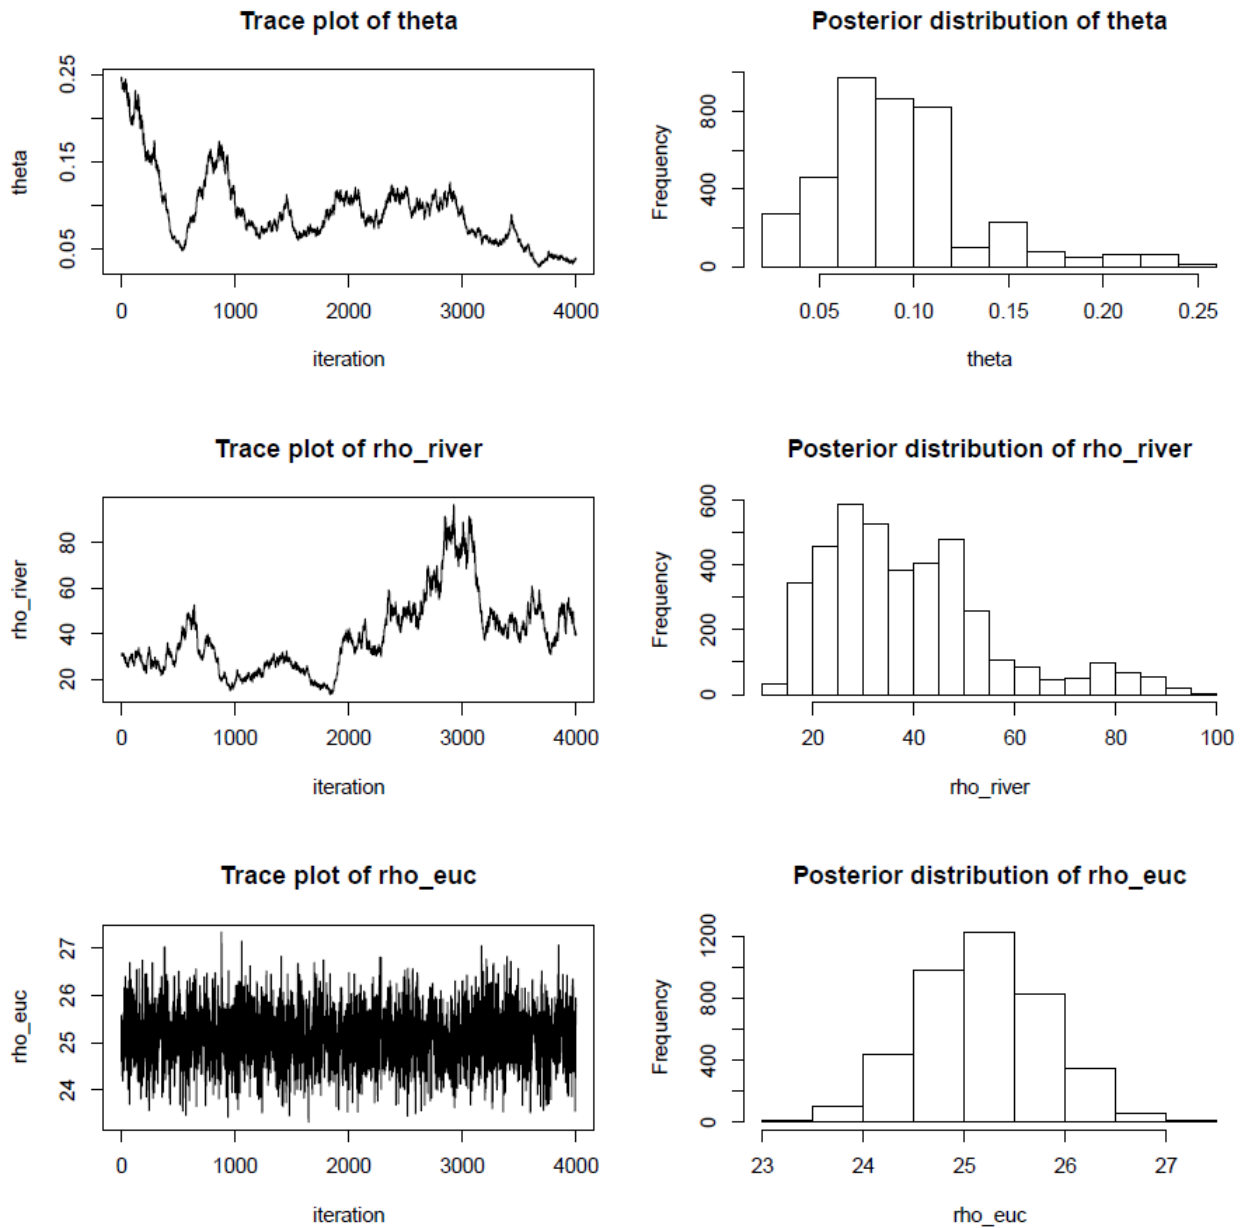 Trace plot of theta
theta
0.05 0.15 0.25
0 1000 2000 3000 4000
iteration
Posterior distribution of theta
Frequency
0 400 800
0.05 0.10 0.15 0.20 0.25
theta
Trace plot of rho_river
rho_river
20 40 60 80
0 1000 2000 3000 4000
iteration
Posterior distribution of rho_river
Frequency
0 200 400 600
20 40 60 80 100
rho_river
Trace plot of rho_euc
rho_euc
24 25 26 27
0 1000 2000 3000 4000
iteration
Posterior distribution of rho_euc
Frequency
0 400 800 1200
23 24 25 26 27
rho_euc